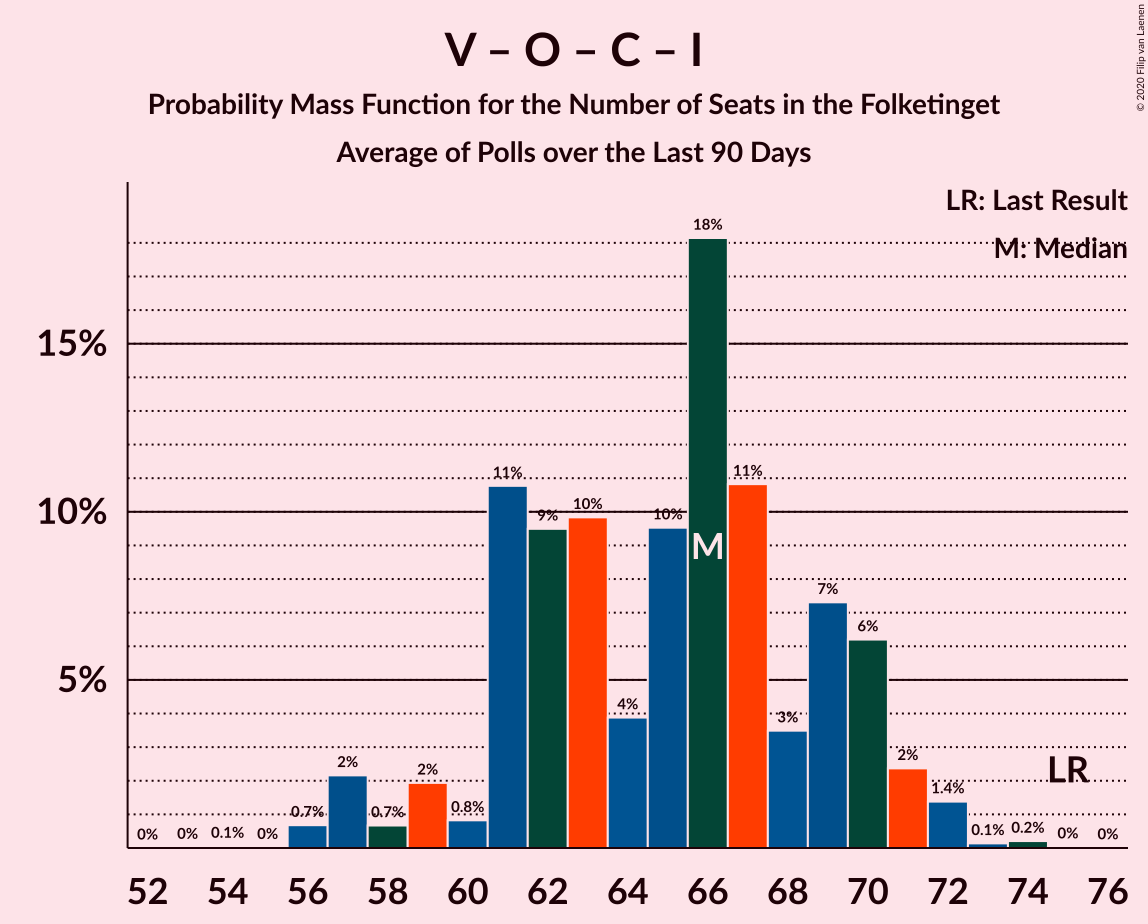 V – O – C – I
Probability Mass Function for the Number of Seats in the Folketinget
Average of Polls over the Last 90 Days
© 2020 Filip van Laenen
LR: Last Result
M: Median
15%
10%
5%
0% 0% 0.1% 0% 0.7% 2% 0.7% 2% 0.8% 11% 9% 10% 4% 10% 18% 11% 3% 7% 6% 2% 1.4% 0.1% 0.2% 0% 0%
M
LR
52 54 56 58 60 62 64 66 68 70 72 74 76